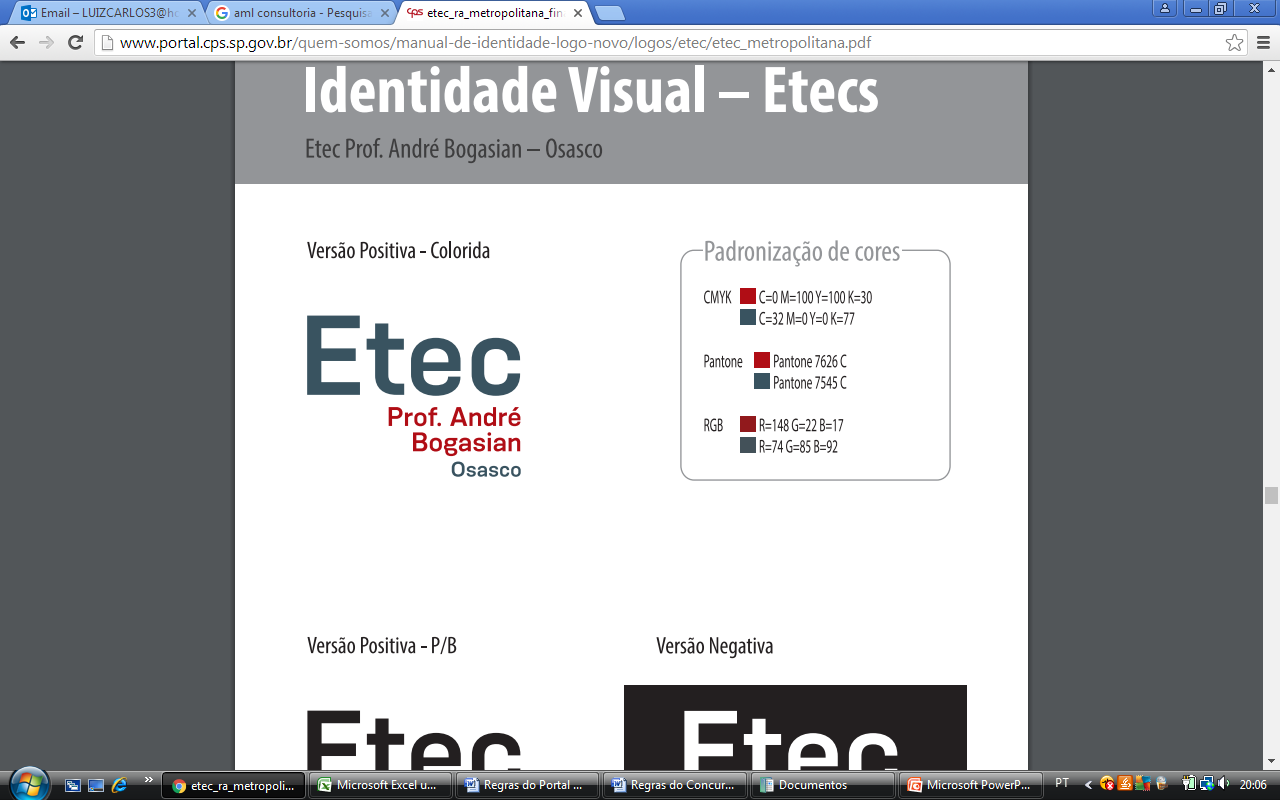 Email – LUIZCARLOS3@ho
aml consultoria - Pesquisa
etec_ra_metropolitana_fin
www.portal.cps.sp.gov.br/quem-somos/manual-de-identidade-logo-novo/logos/etec/etec_metropolitana.pdf
Identidade Visual – Etecs
Etec Prof. André Bogasian – Osasco
Versão Positiva - Colorida
Etec
Prof. André
Bogasian
Osasco
Padronização de cores
CMYK C=0 M=100 Y=100 K=30
C=32 M=0 Y=0 K=77
Pantone Pantone 7626 C
Pantone 7545 C
RGB R=148 G=22 B=17
R=74 G=85 B=92
Versão Positiva - P/B
Versão Negativa
Etec
Etec
etec_ra_metropoli...
Microsoft Excel u...
Regras do Portal ...
Regras do Concur...
Documentos
Microsoft PowerP...
PT
20:06